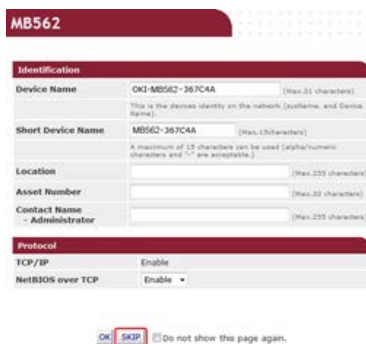 MB562
Identification
Device Name OKI-MB562-367C4A (Max.31 characters)
This is the devices identity on the network (sysName, and Device
Name).
Short Device Name MB562-367C4A (Max.15characters)
A maximum of 15 characters can be used (alpha/numeric
characters and "-" are acceptable.)
Location (Max.255 characters)
Asset Number (Max.32 characters)
Contact Name
- Administrator (Max.255 characters)
Protocol
TCP/IP Enable
NetBIOS over TCP Enable
OK SKIP Do not show this page again.